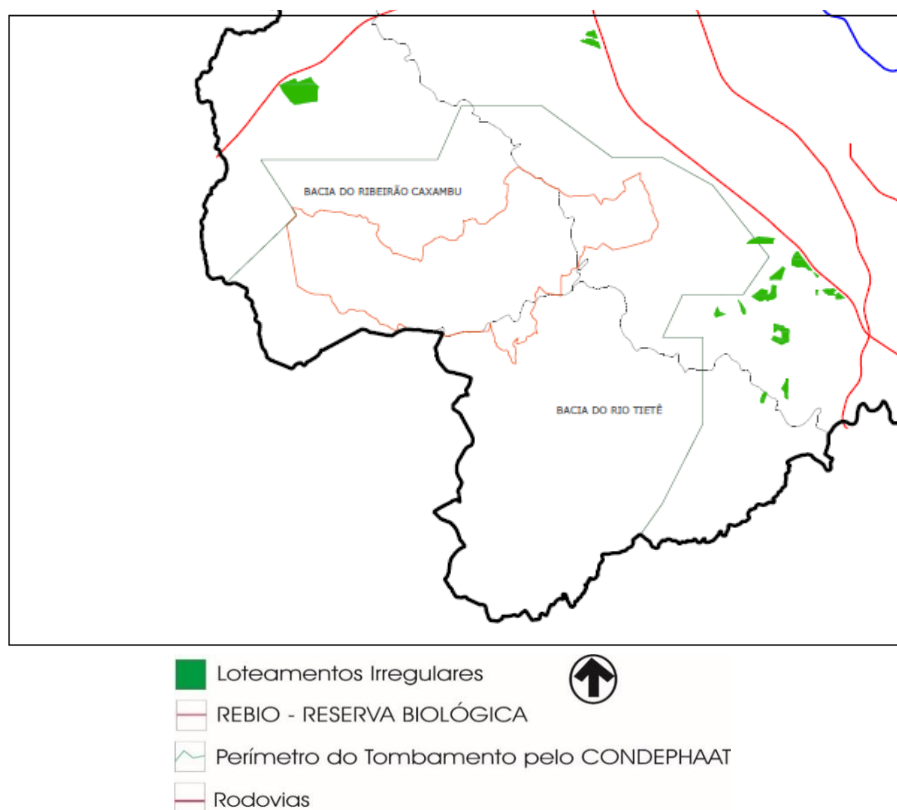 BACIA DO RIBEIRÃO CAXAMBU
BACIA DO RIO TIETÊ
Loteamentos Irregulares
REBIO - RESERVA BIOLÓGICA
Perímetro do Tombamento pelo CONDEPHAAT
Rodovias